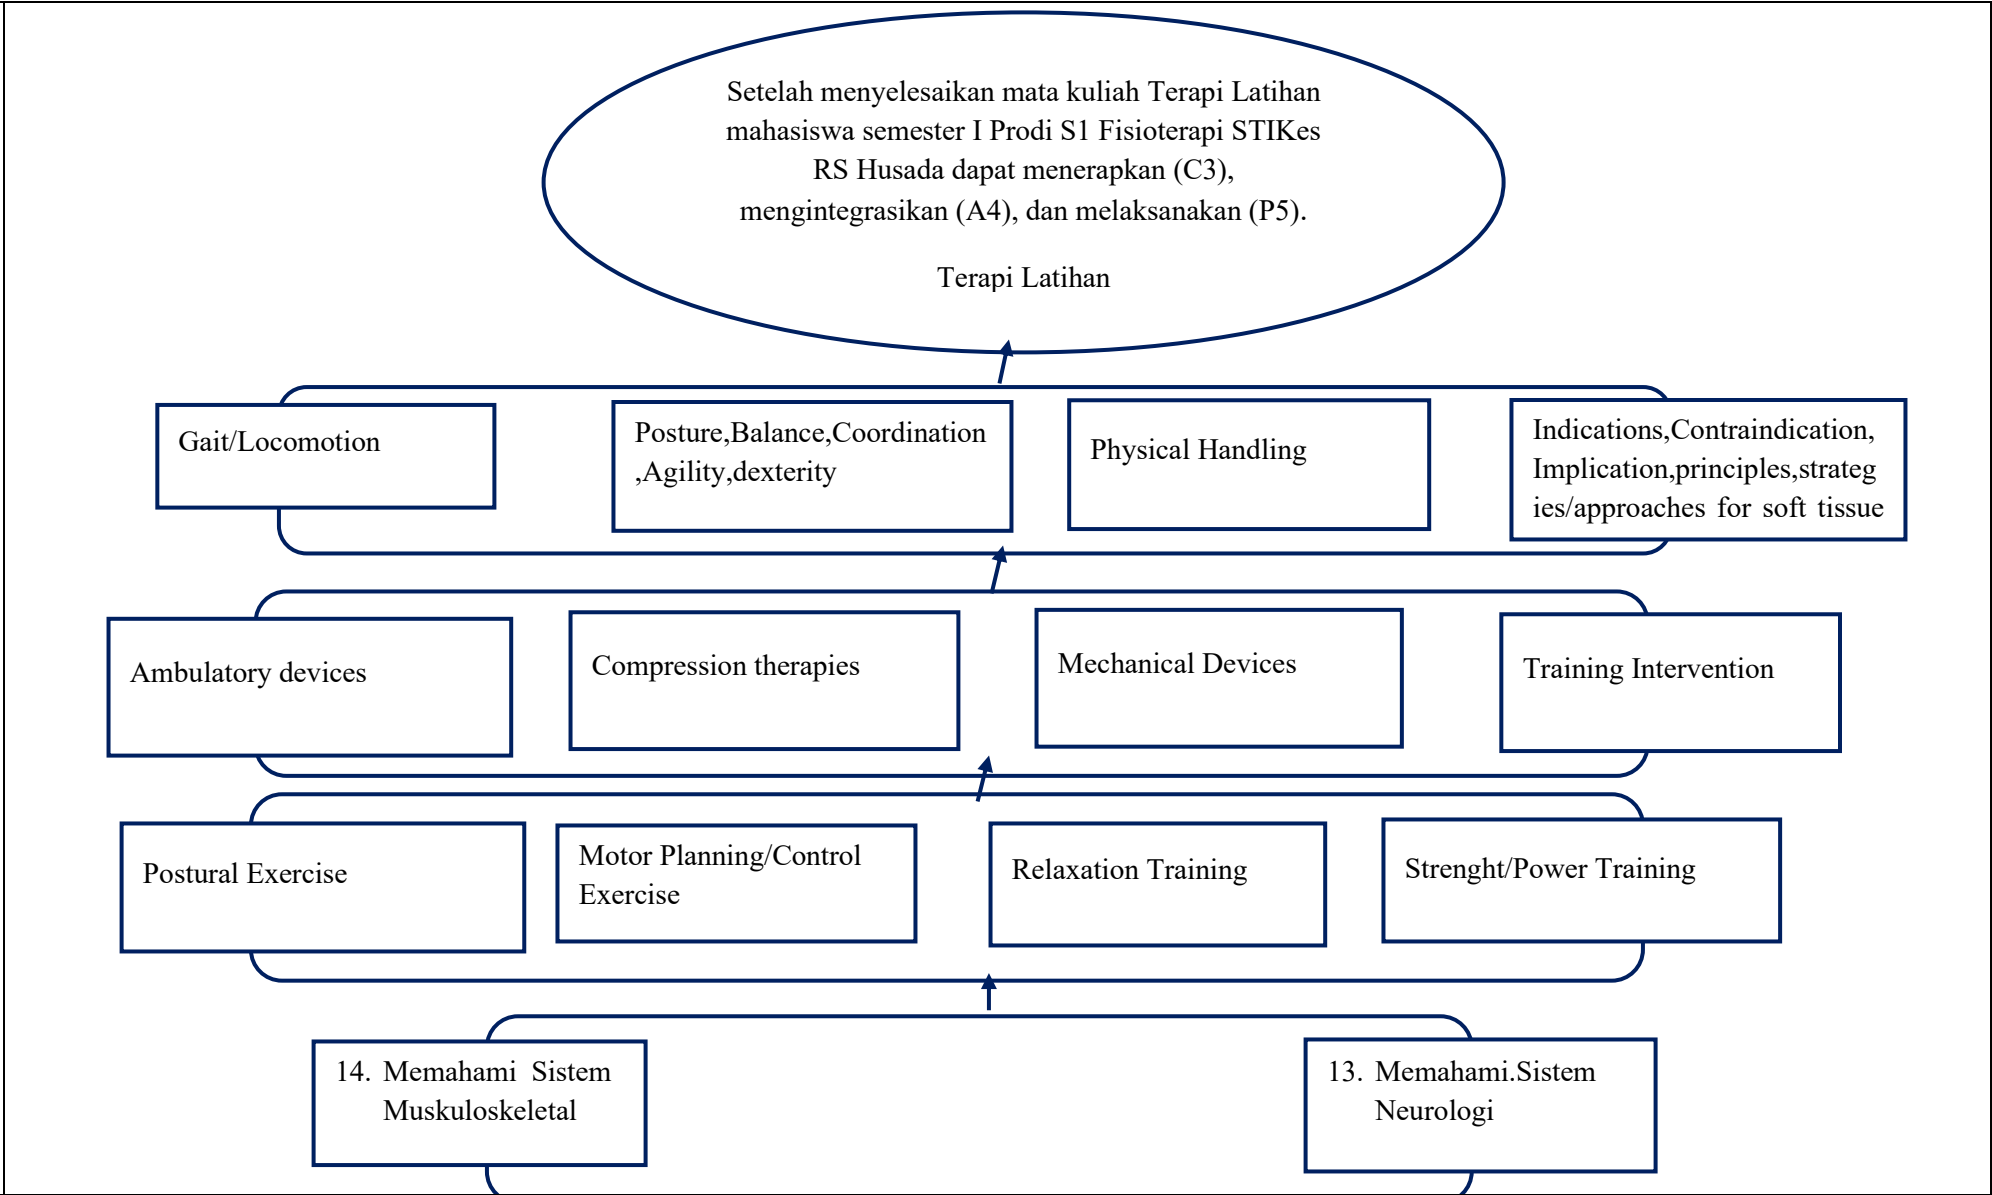 Setelah menyelesaikan mata kuliah Terapi Latihan
mahasiswa semester I Prodi S1 Fisioterapi STIKes
RS Husada dapat menerapkan (C3),
mengintegrasikan (A4), dan melaksanakan (P5).
Terapi Latihan
Gait/Locomotion
Posture,Balance,Coordination
,Agility,dexterity
Physical Handling
Indications,Contraindication,
Implication,principles,strateg
ies/approaches for soft tissue
Ambulatory devices
Compression therapies
Mechanical Devices
Training Intervention
Postural Exercise
Motor Planning/Control
Exercise
Relaxation Training
Strenght/Power Training
14. Memahami Sistem
Muskuloskeletal
13. Memahami.Sistem
Neurologi